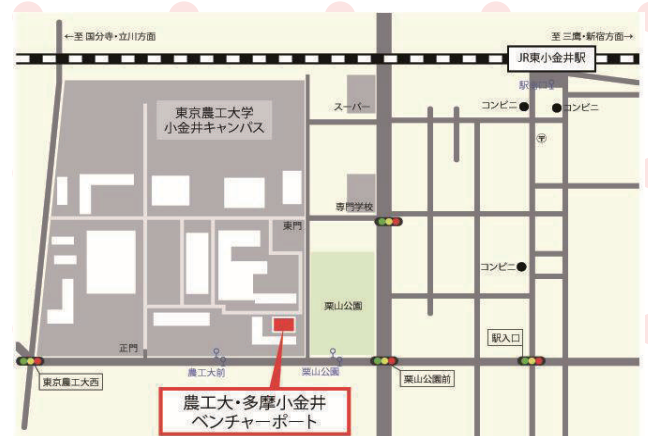 ←至 国分寺・立川方面
至 三鷹・新宿方面→
JR東小金井駅
東京農工大学
小金井キャンパス
スーパー
コンビニ
コンビニ
〒
専門学校
東門
コンビニ
栗山公園
正門
駅入口
農工大前
栗山公園
東京農工大西
栗山公園前
農工大・多摩小金井
ベンチャーポート